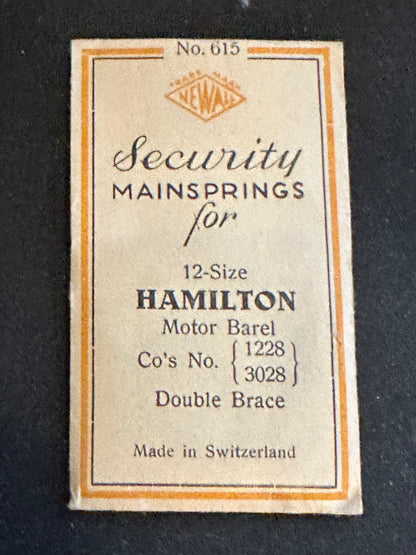 No. 615
TRADE MARK
NEWALL
Security
MAINSPRINGS
for
12-Size
HAMILTON
Motor Barel
Co's No. { 1228 }
{ 3028 }
Double Brace
Made in Switzerland